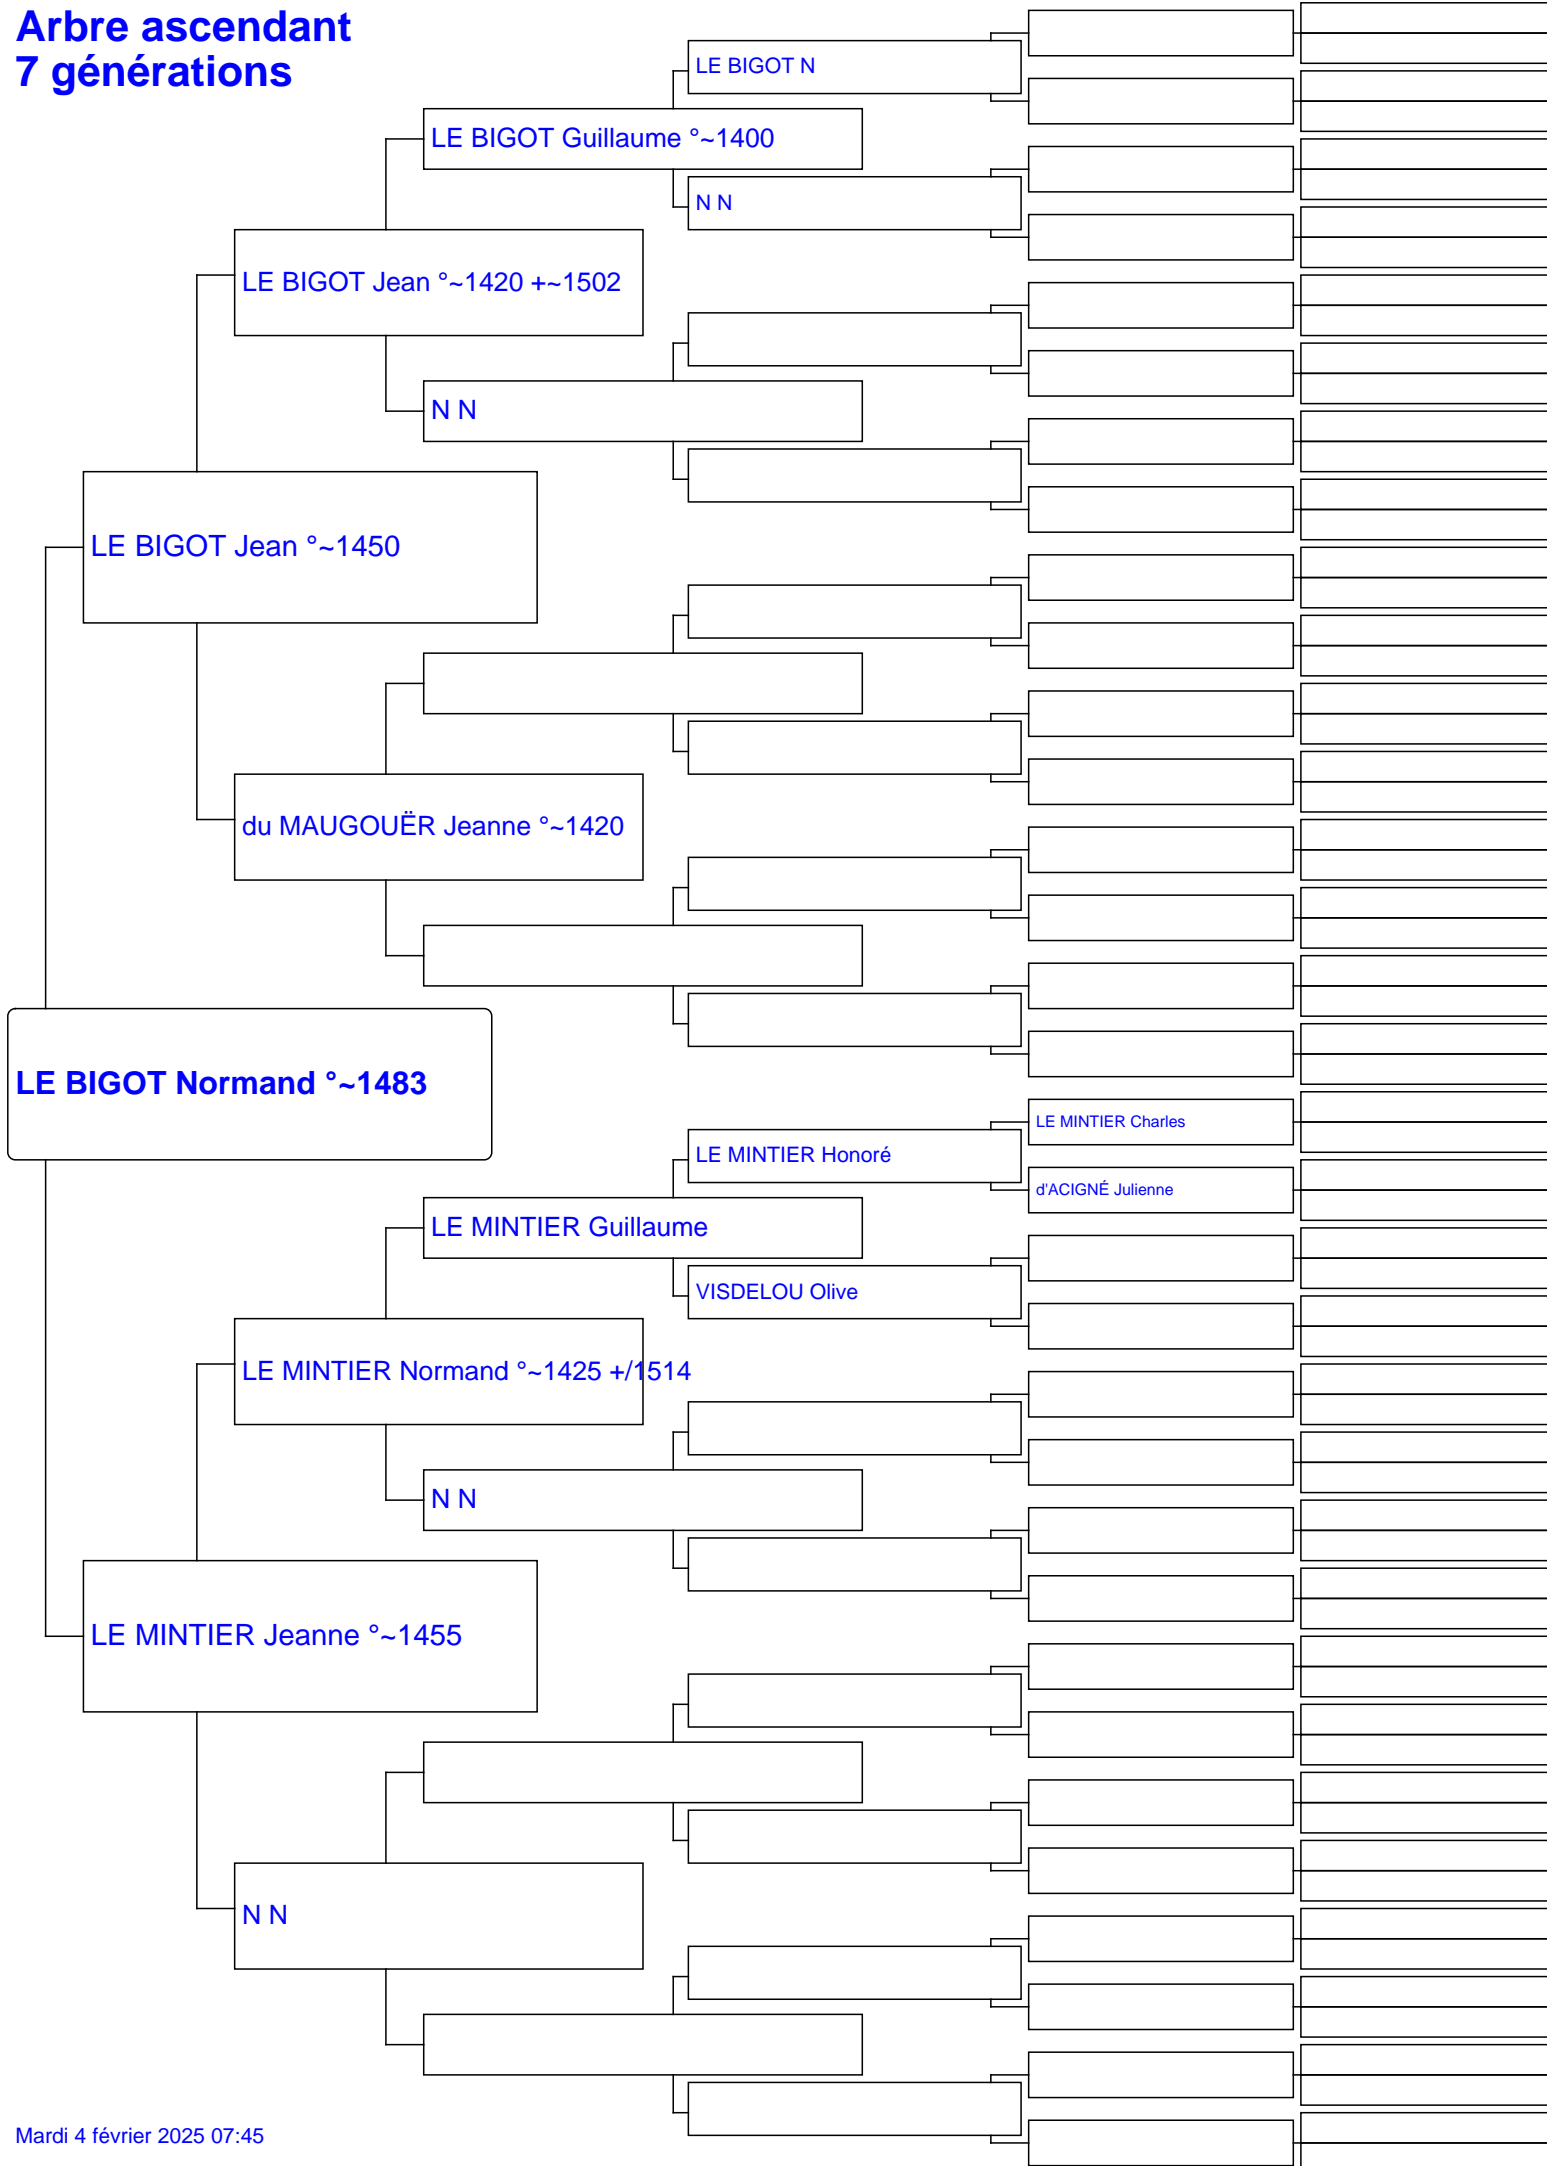 Arbre ascendant
7 générations
LE BIGOT N
LE BIGOT Guillaume °~1400
N N
LE BIGOT Jean °~1420 +~1502
N N
LE BIGOT Jean °~1450
du MAUGOUËR Jeanne °~1420
LE BIGOT Normand °~1483
LE MINTIER Charles
LE MINTIER Honoré
d'ACIGNÉ Julienne
LE MINTIER Guillaume
VISDELOU Olive
LE MINTIER Normand °~1425 +/1514
N N
LE MINTIER Jeanne °~1455
N N
Mardi 4 février 2025 07:45